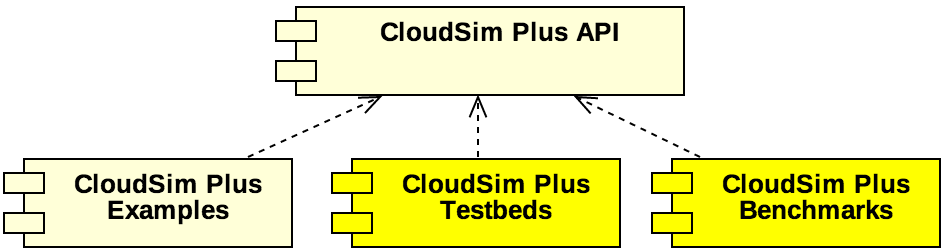 CloudSim Plus API
CloudSim Plus
Examples
CloudSim Plus
Testbeds
CloudSim Plus
Benchmarks